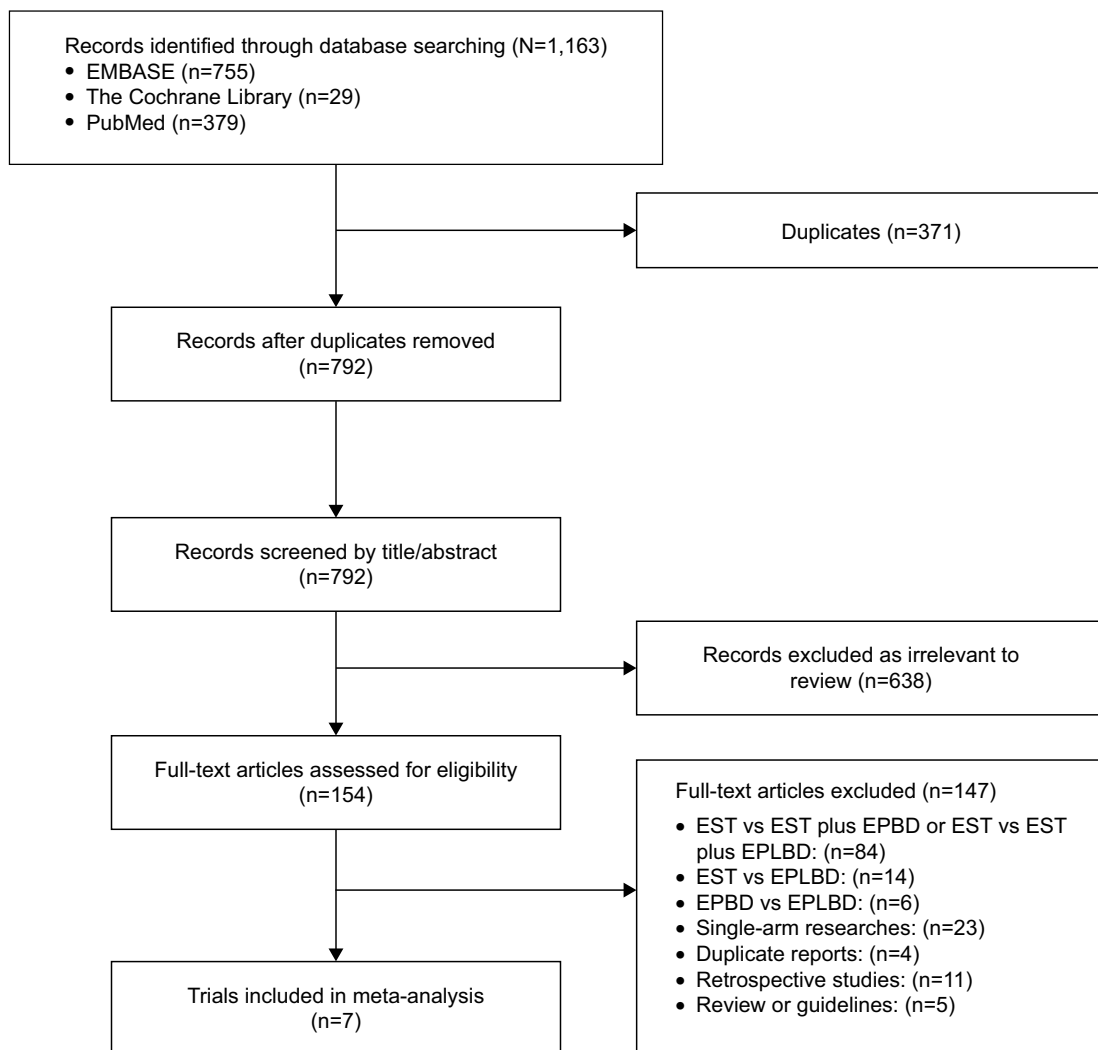 Records identified through database searching (N=1,163)
• EMBASE (n=755)
• The Cochrane Library (n=29)
• PubMed (n=379)
Duplicates (n=371)
Records after duplicates removed
(n=792)
Records screened by title/abstract
(n=792)
Records excluded as irrelevant to
review (n=638)
Full-text articles assessed for eligibility
(n=154)
Full-text articles excluded (n=147)
• EST vs EST plus EPBD or EST vs EST
plus EPLBD: (n=84)
• EST vs EPLBD: (n=14)
• EPBD vs EPLBD: (n=6)
• Single-arm researches: (n=23)
• Duplicate reports: (n=4)
• Retrospective studies: (n=11)
• Review or guidelines: (n=5)
Trials included in meta-analysis
(n=7)